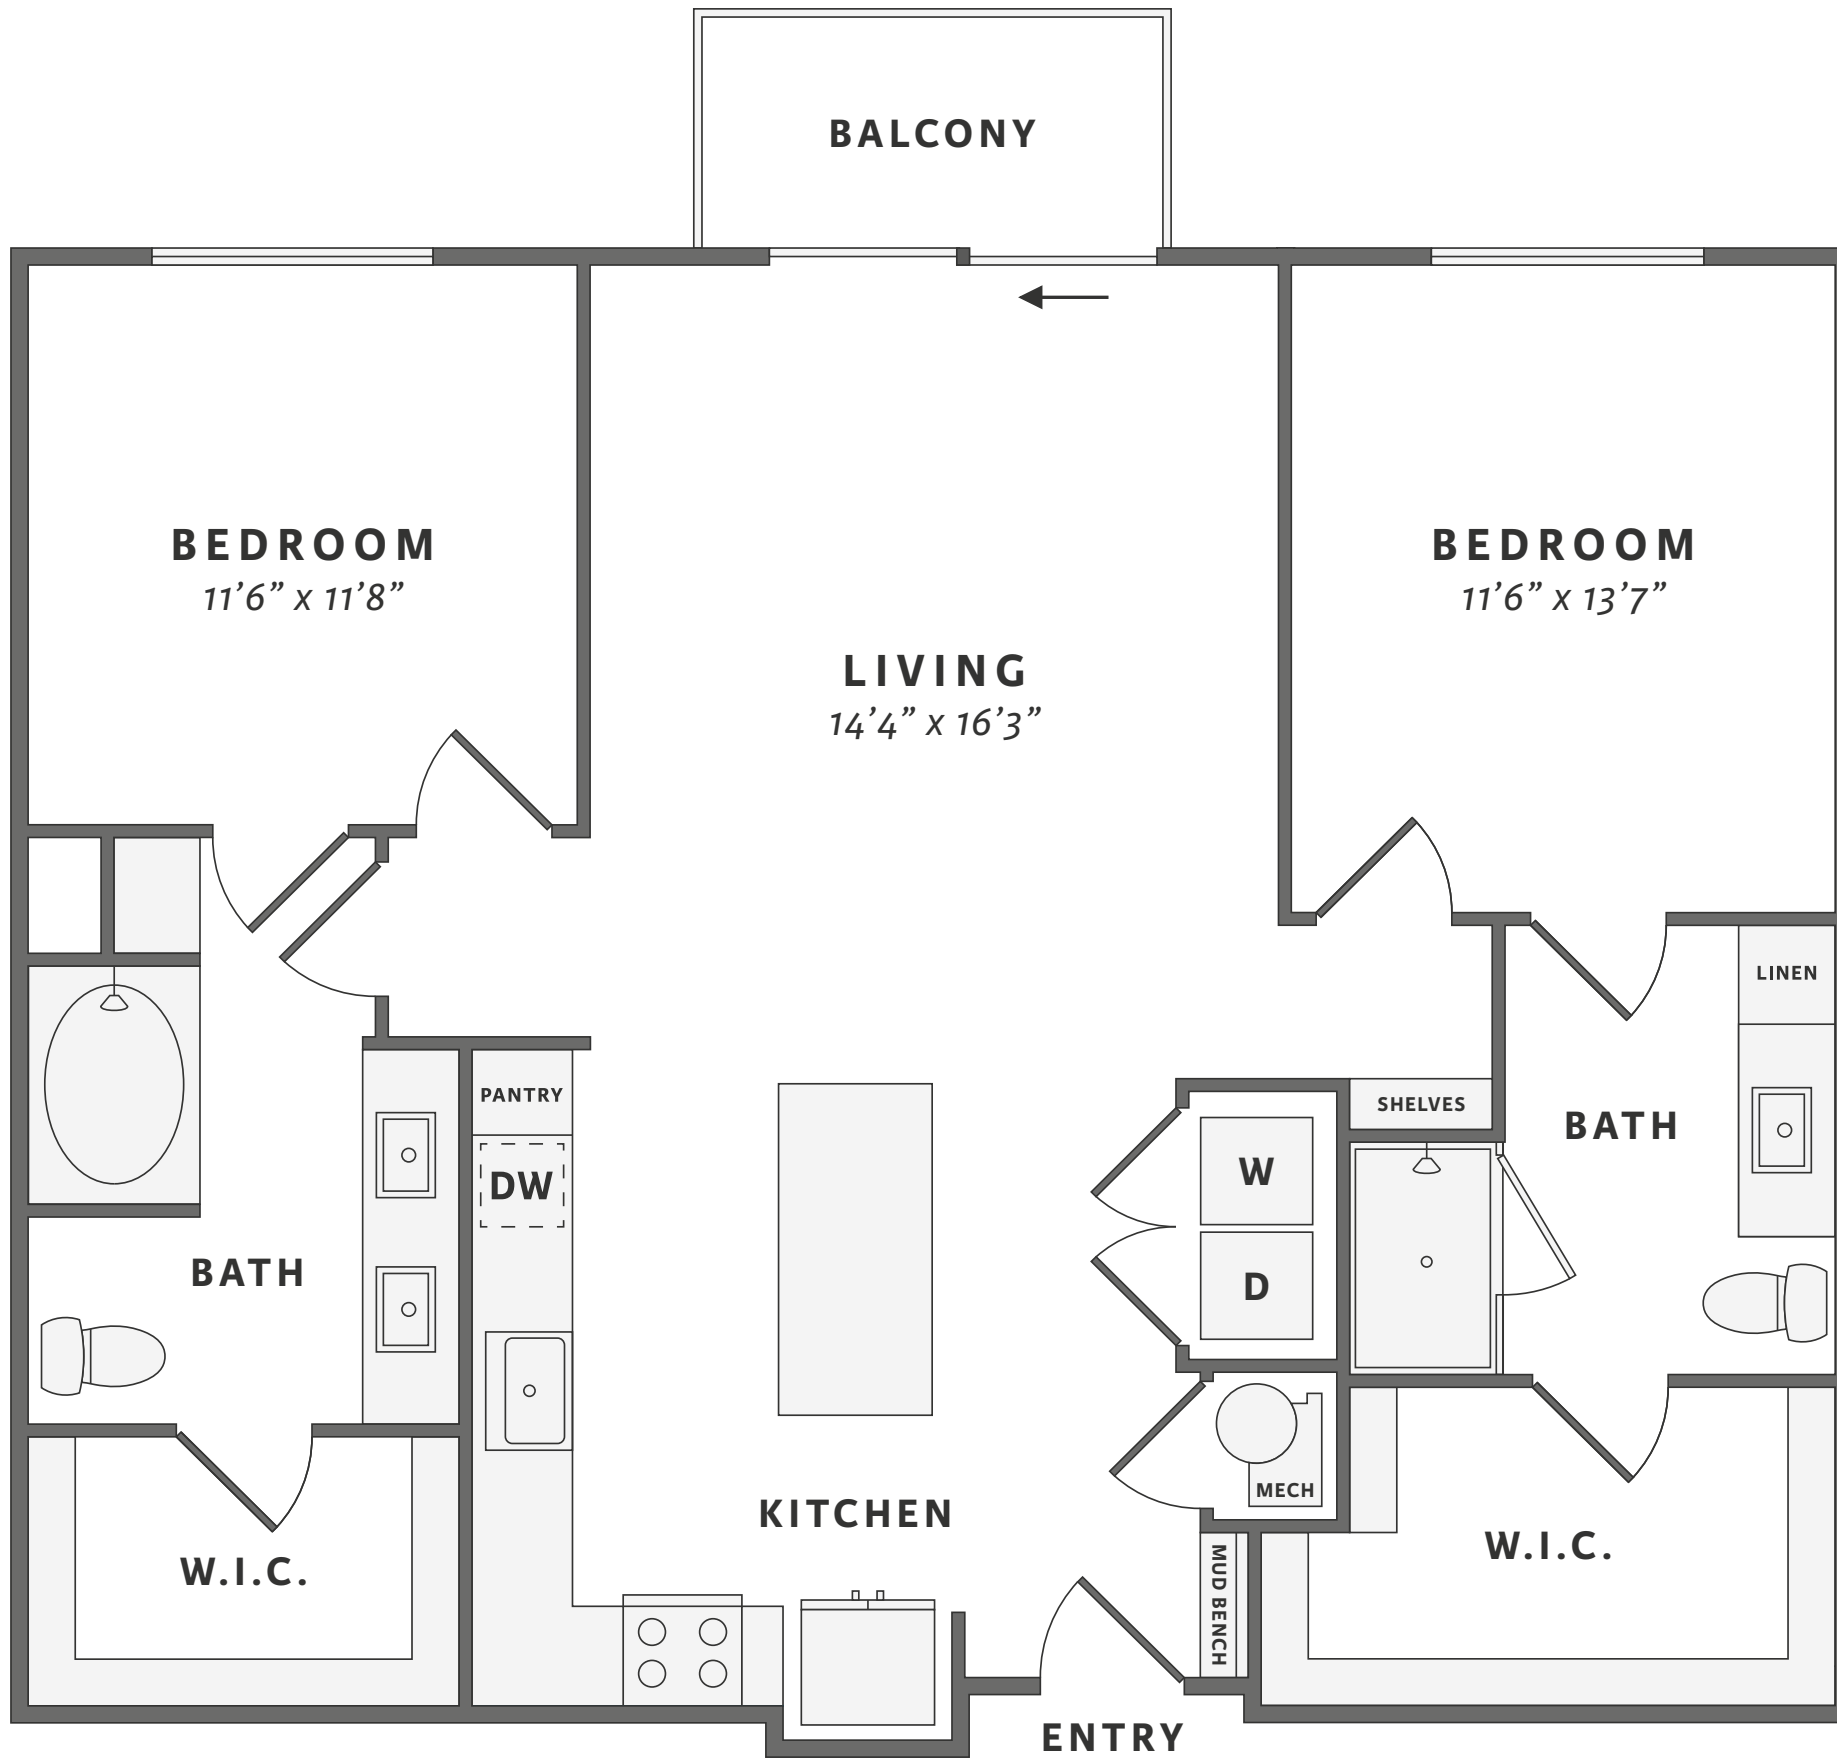 BALCONY
BEDROOM
11’6” x 11’8”
BEDROOM
11’6” x 13’7”
LIVING
14’4” x 16’3”
LINEN
PANTRY
SHELVES
BATH
DW
W
BATH
D
MECH
KITCHEN
W.I.C.
W.I.C.
MUD BENCH
ENTRY